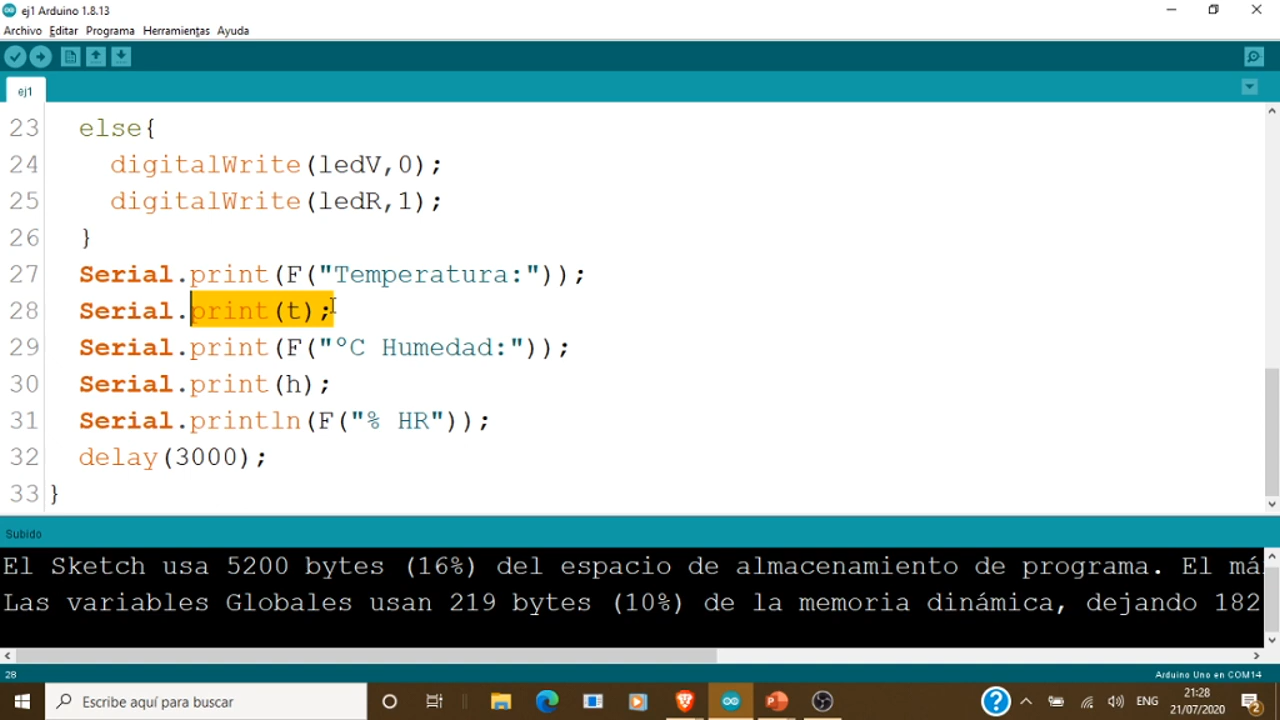 ej1 Arduino 1.8.13
Archivo Editar Programa Herramientas Ayuda
ej1
23 else{
24 digitalWrite(ledV,0);
25 digitalWrite(ledR,1);
26 }
27 Serial.print(F("Temperatura:"));
28 Serial.print(t);
29 Serial.print(F("°C Humedad:"));
30 Serial.print(h);
31 Serial.println(F("% HR"));
32 delay(3000);
33 }
Subido
El Sketch usa 5200 bytes (16%) del espacio de almacenamiento de programa. El má
Las variables Globales usan 219 bytes (10%) de la memoria dinámica, dejando 182
28 Arduino Uno en COM14
Escribe aquí para buscar
ENG
21:28
21/07/2020
2